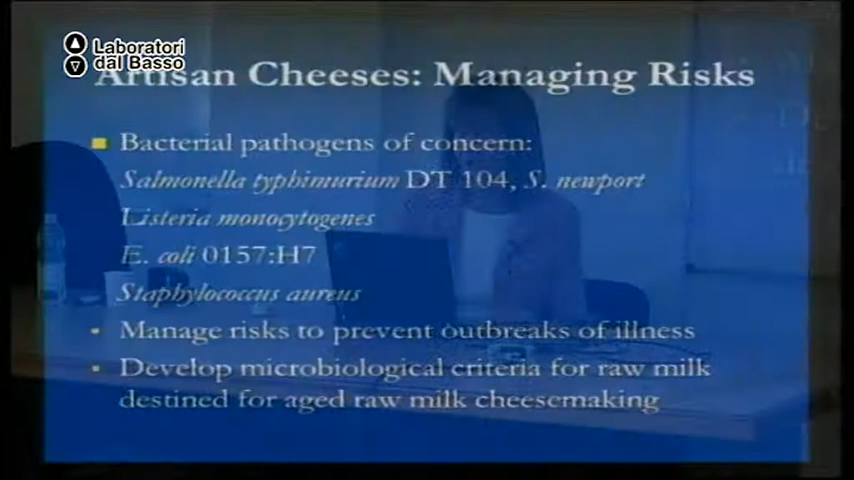 Laboratori
dal Basso
Artisan Cheeses: Managing Risks
Bacterial pathogens of concern:
Salmonella typhimurium DT 104, S. newport
Listeria monocytogenes
E. coli 0157:H7
Staphylococcus aureus
Manage risks to prevent outbreaks of illness
Develop microbiological criteria for raw milk
destined for aged raw milk cheesemaking